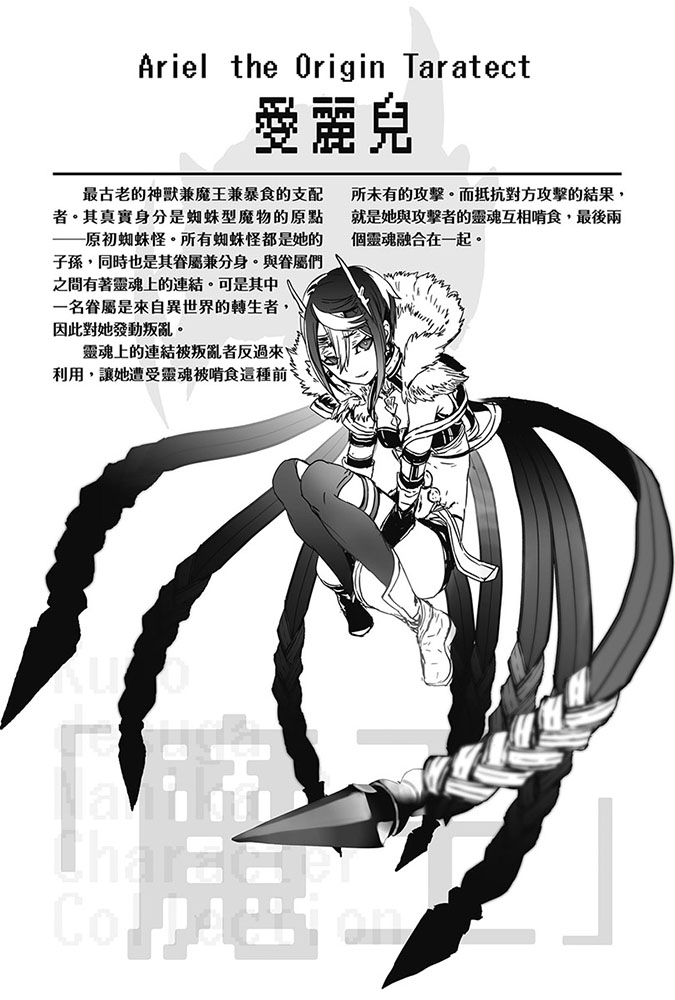 Ariel the Origin Taratect
愛麗兒
最古老的神獸兼魔王兼暴食的支配
者。其真實身分是蜘蛛型魔物的原點
——原初蜘蛛怪。所有蜘蛛怪都是她的
子孫，同時也是其眷屬兼分身。與眷屬們
之間有著靈魂上的連結。可是其中
一名眷屬是來自異世界的轉生者，
因此對她發動叛亂。
靈魂上的連結被叛亂者反過來
利用，讓她遭受靈魂被啃食這種前
所未有的攻擊。而抵抗對方攻擊的結果，
就是她與攻擊者的靈魂互相啃食，最後兩
個靈魂融合在一起。
Kumo
desuga
Nanika
Character
Collection
「魔王」